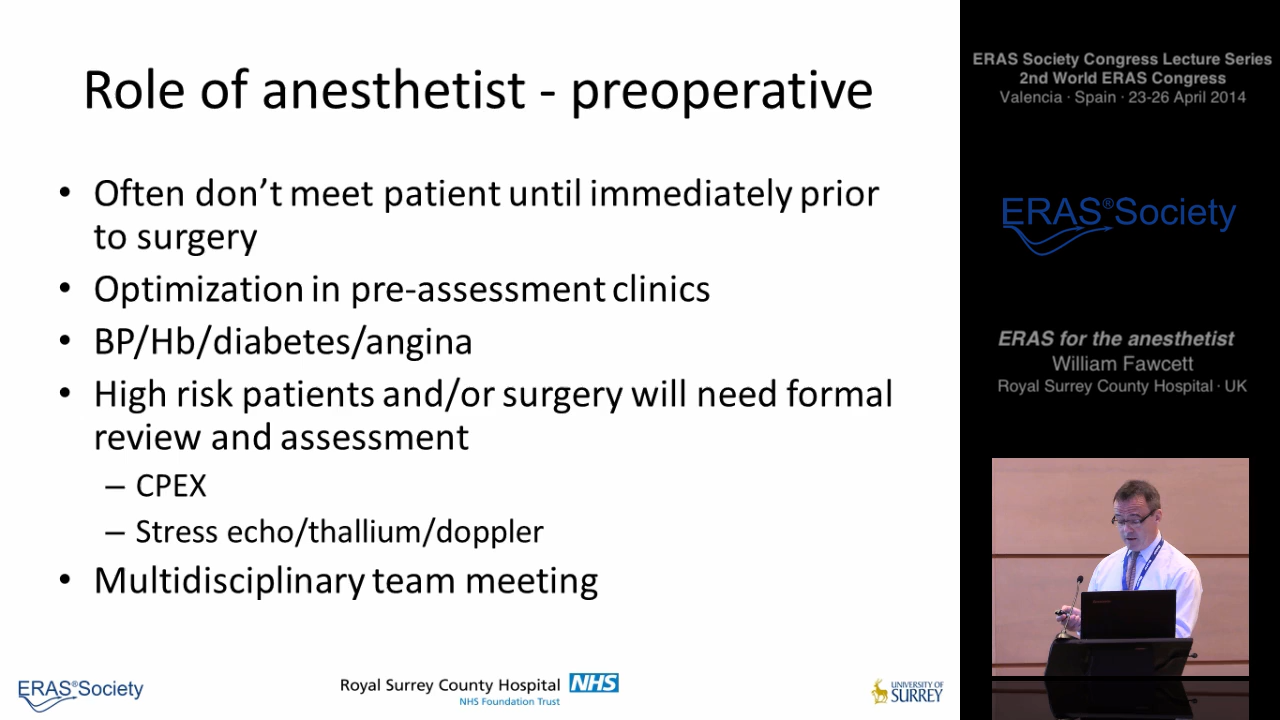 Role of anesthetist - preoperative
• Often don't meet patient until immediately prior
to surgery
• Optimization in pre-assessment clinics
• BP/Hb/diabetes/angina
• High risk patients and/or surgery will need formal
review and assessment
– CPEX
– Stress echo/thallium/doppler
• Multidisciplinary team meeting
ERAS®Society
Royal Surrey County Hospital NHS
NHS Foundation Trust
UNIVERSITY OF
SURREY
ERAS Society Congress Lecture Series
2nd World ERAS Congress
Valencia · Spain · 23-26 April 2014
ERAS®Society
ERAS for the anesthetist
William Fawcett
Royal Surrey County Hospital · UK